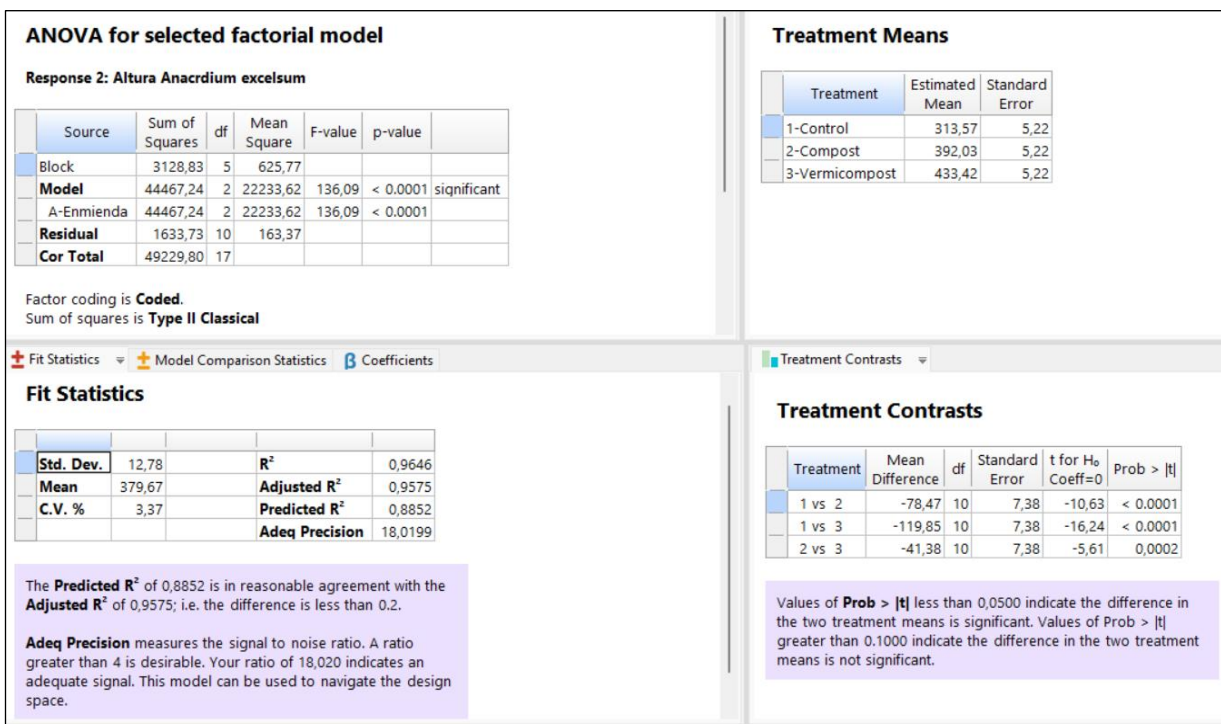 ANOVA for selected factorial model
Response 2: Altura Anacrdium excelsum
Source Sum of Squares df Mean Square F-value p-value
Block 3128,83 5 625,77
Model 44467,24 2 22233,62 136,09 < 0.0001 significant
A-Enmienda 44467,24 2 22233,62 136,09 < 0.0001
Residual 1633,73 10 163,37
Cor Total 49229,80 17
Factor coding is Coded.
Sum of squares is Type II Classical
Treatment Means
Treatment Estimated Mean Standard Error
1-Control 313,57 5,22
2-Compost 392,03 5,22
3-Vermicompost 433,42 5,22
Fit Statistics Model Comparison Statistics β Coefficients
Fit Statistics
Std. Dev. 12,78 R² 0,9646
Mean 379,67 Adjusted R² 0,9575
C.V. % 3,37 Predicted R² 0,8852
Adeq Precision 18,0199
The Predicted R² of 0,8852 is in reasonable agreement with the
Adjusted R² of 0,9575; i.e. the difference is less than 0.2.
Adeq Precision measures the signal to noise ratio. A ratio
greater than 4 is desirable. Your ratio of 18,020 indicates an
adequate signal. This model can be used to navigate the design
space.
Treatment Contrasts
Treatment Contrasts
Treatment Mean Difference df Standard Error t for H₀ Coeff=0 Prob > |t|
1 vs 2 -78,47 10 7,38 -10,63 < 0.0001
1 vs 3 -119,85 10 7,38 -16,24 < 0.0001
2 vs 3 -41,38 10 7,38 -5,61 0,0002
Values of Prob > |t| less than 0,0500 indicate the difference in
the two treatment means is significant. Values of Prob > |t|
greater than 0.1000 indicate the difference in the two treatment
means is not significant.